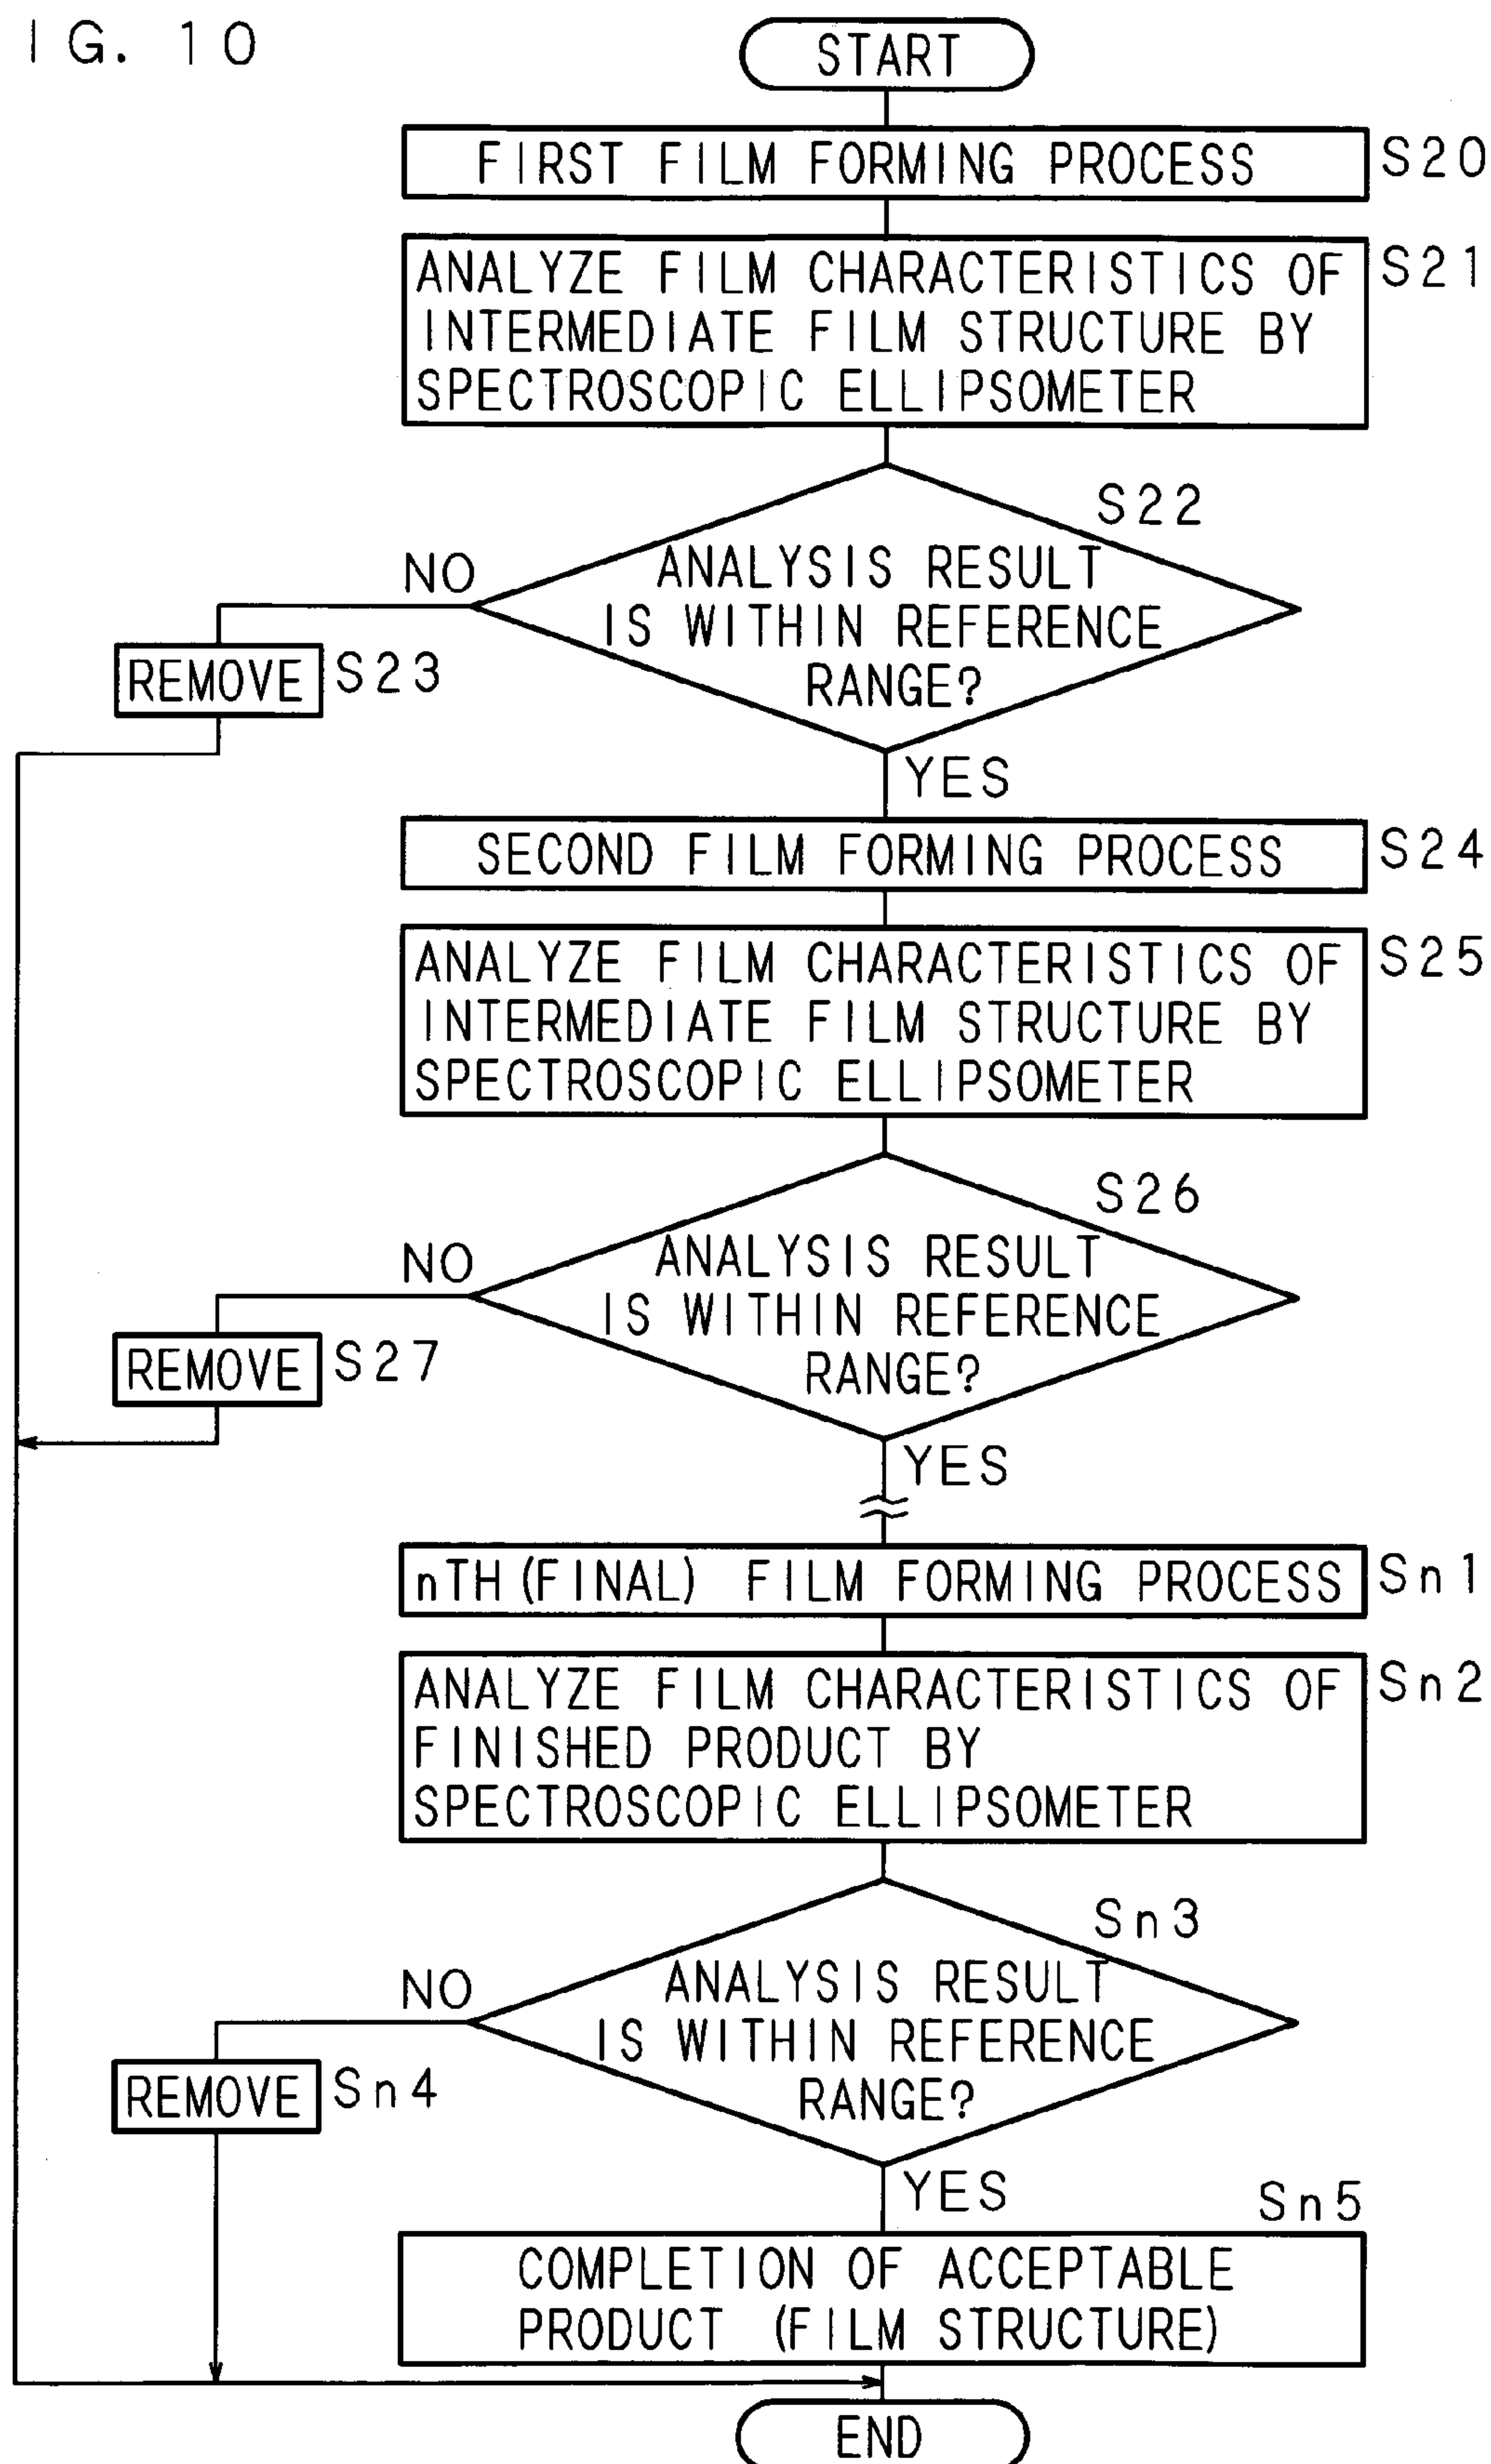 IG. 10
START
FIRST FILM FORMING PROCESS
S20
ANALYZE FILM CHARACTERISTICS OF
INTERMEDIATE FILM STRUCTURE BY
SPECTROSCOPIC ELLIPSOMETER
S21
S22
ANALYSIS RESULT
IS WITHIN REFERENCE
RANGE?
NO
REMOVE
S23
YES
SECOND FILM FORMING PROCESS
S24
ANALYZE FILM CHARACTERISTICS OF
INTERMEDIATE FILM STRUCTURE BY
SPECTROSCOPIC ELLIPSOMETER
S25
S26
ANALYSIS RESULT
IS WITHIN REFERENCE
RANGE?
NO
REMOVE
S27
YES
nTH (FINAL) FILM FORMING PROCESS
Sn1
ANALYZE FILM CHARACTERISTICS OF
FINISHED PRODUCT BY
SPECTROSCOPIC ELLIPSOMETER
Sn2
Sn3
ANALYSIS RESULT
IS WITHIN REFERENCE
RANGE?
NO
REMOVE
Sn4
YES
Sn5
COMPLETION OF ACCEPTABLE
PRODUCT (FILM STRUCTURE)
END